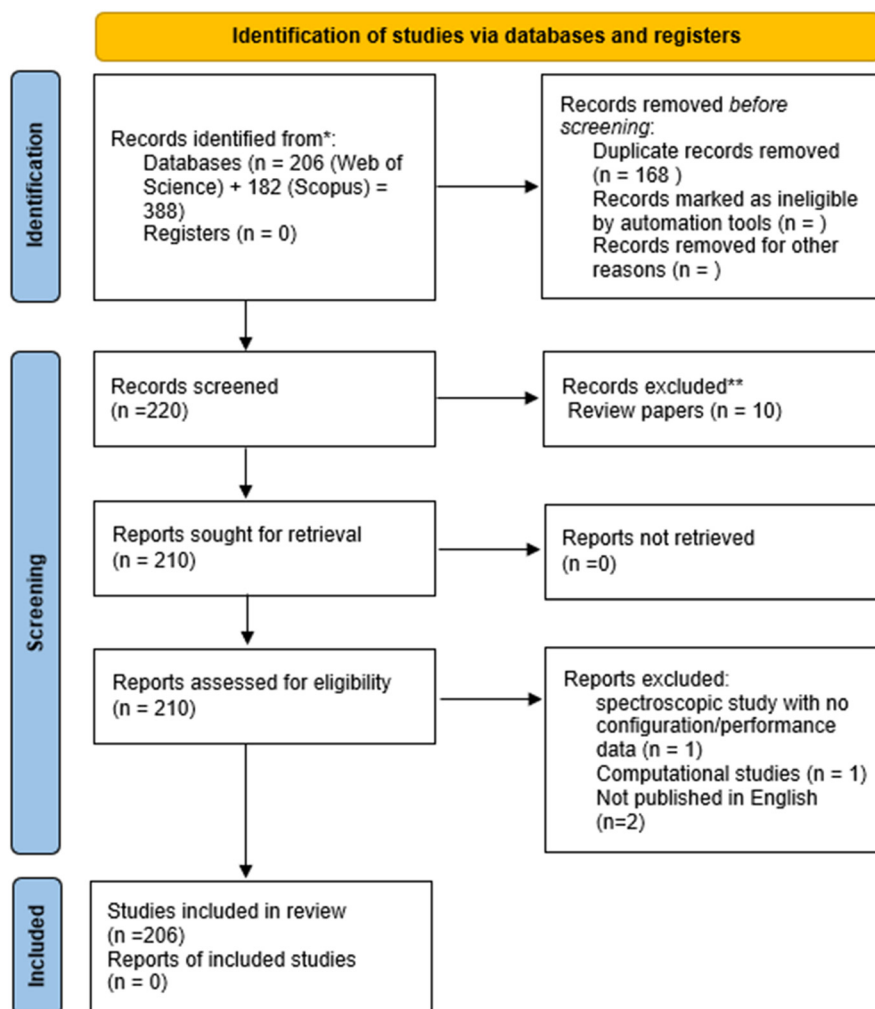 Identification of studies via databases and registers
Identification
Records identified from*:
Databases (n = 206 (Web of
Science) + 182 (Scopus) =
388)
Registers (n = 0)
Records removed before
screening:
Duplicate records removed
(n = 168 )
Records marked as ineligible
by automation tools (n = )
Records removed for other
reasons (n = )
Screening
Records screened
(n =220)
Records excluded**
Review papers (n = 10)
Reports sought for retrieval
(n = 210)
Reports not retrieved
(n =0)
Reports assessed for eligibility
(n = 210)
Reports excluded:
spectroscopic study with no
configuration/performance
data (n = 1)
Computational studies (n = 1)
Not published in English
(n=2)
Included
Studies included in review
(n =206)
Reports of included studies
(n = 0)